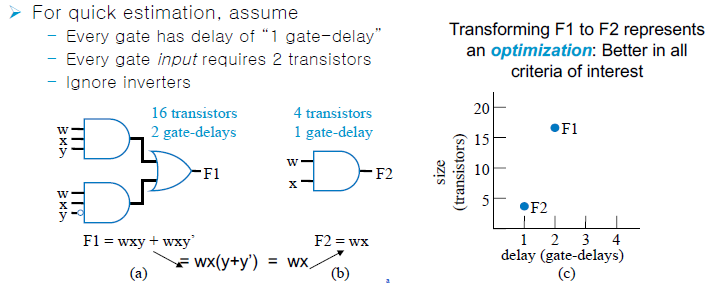 ➢ For quick estimation, assume
– Every gate has delay of “1 gate-delay”
– Every gate input requires 2 transistors
– Ignore inverters
16 transistors
2 gate-delays
w
x
y
w
x
y
F1
F1 = wxy + wxy’
= wx(y+y’) = wx
(a)
4 transistors
1 gate-delay
w
x
F2
F2 = wx
(b)
a
Transforming F1 to F2 represents
an optimization: Better in all
criteria of interest
size
(transistors)
20
15
10
5
F1
F2
1 2 3 4
delay (gate-delays)
(c)